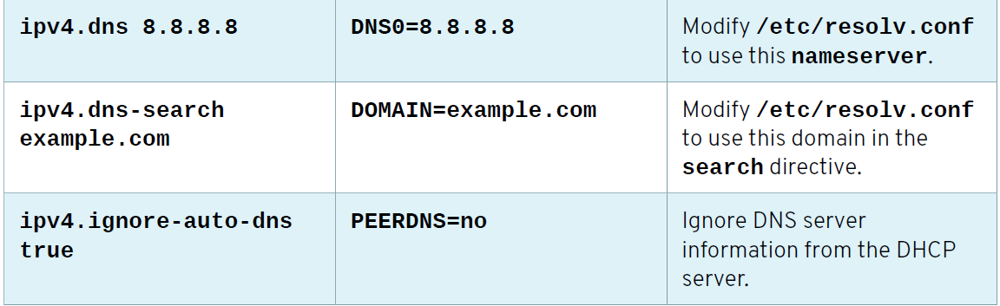 ipv4.dns 8.8.8.8
DNS0=8.8.8.8
Modify /etc/resolv.conf
to use this nameserver.
ipv4.dns-search
example.com
DOMAIN=example.com
Modify /etc/resolv.conf
to use this domain in the
search directive.
ipv4.ignore-auto-dns
true
PEERDNS=no
Ignore DNS server
information from the DHCP
server.